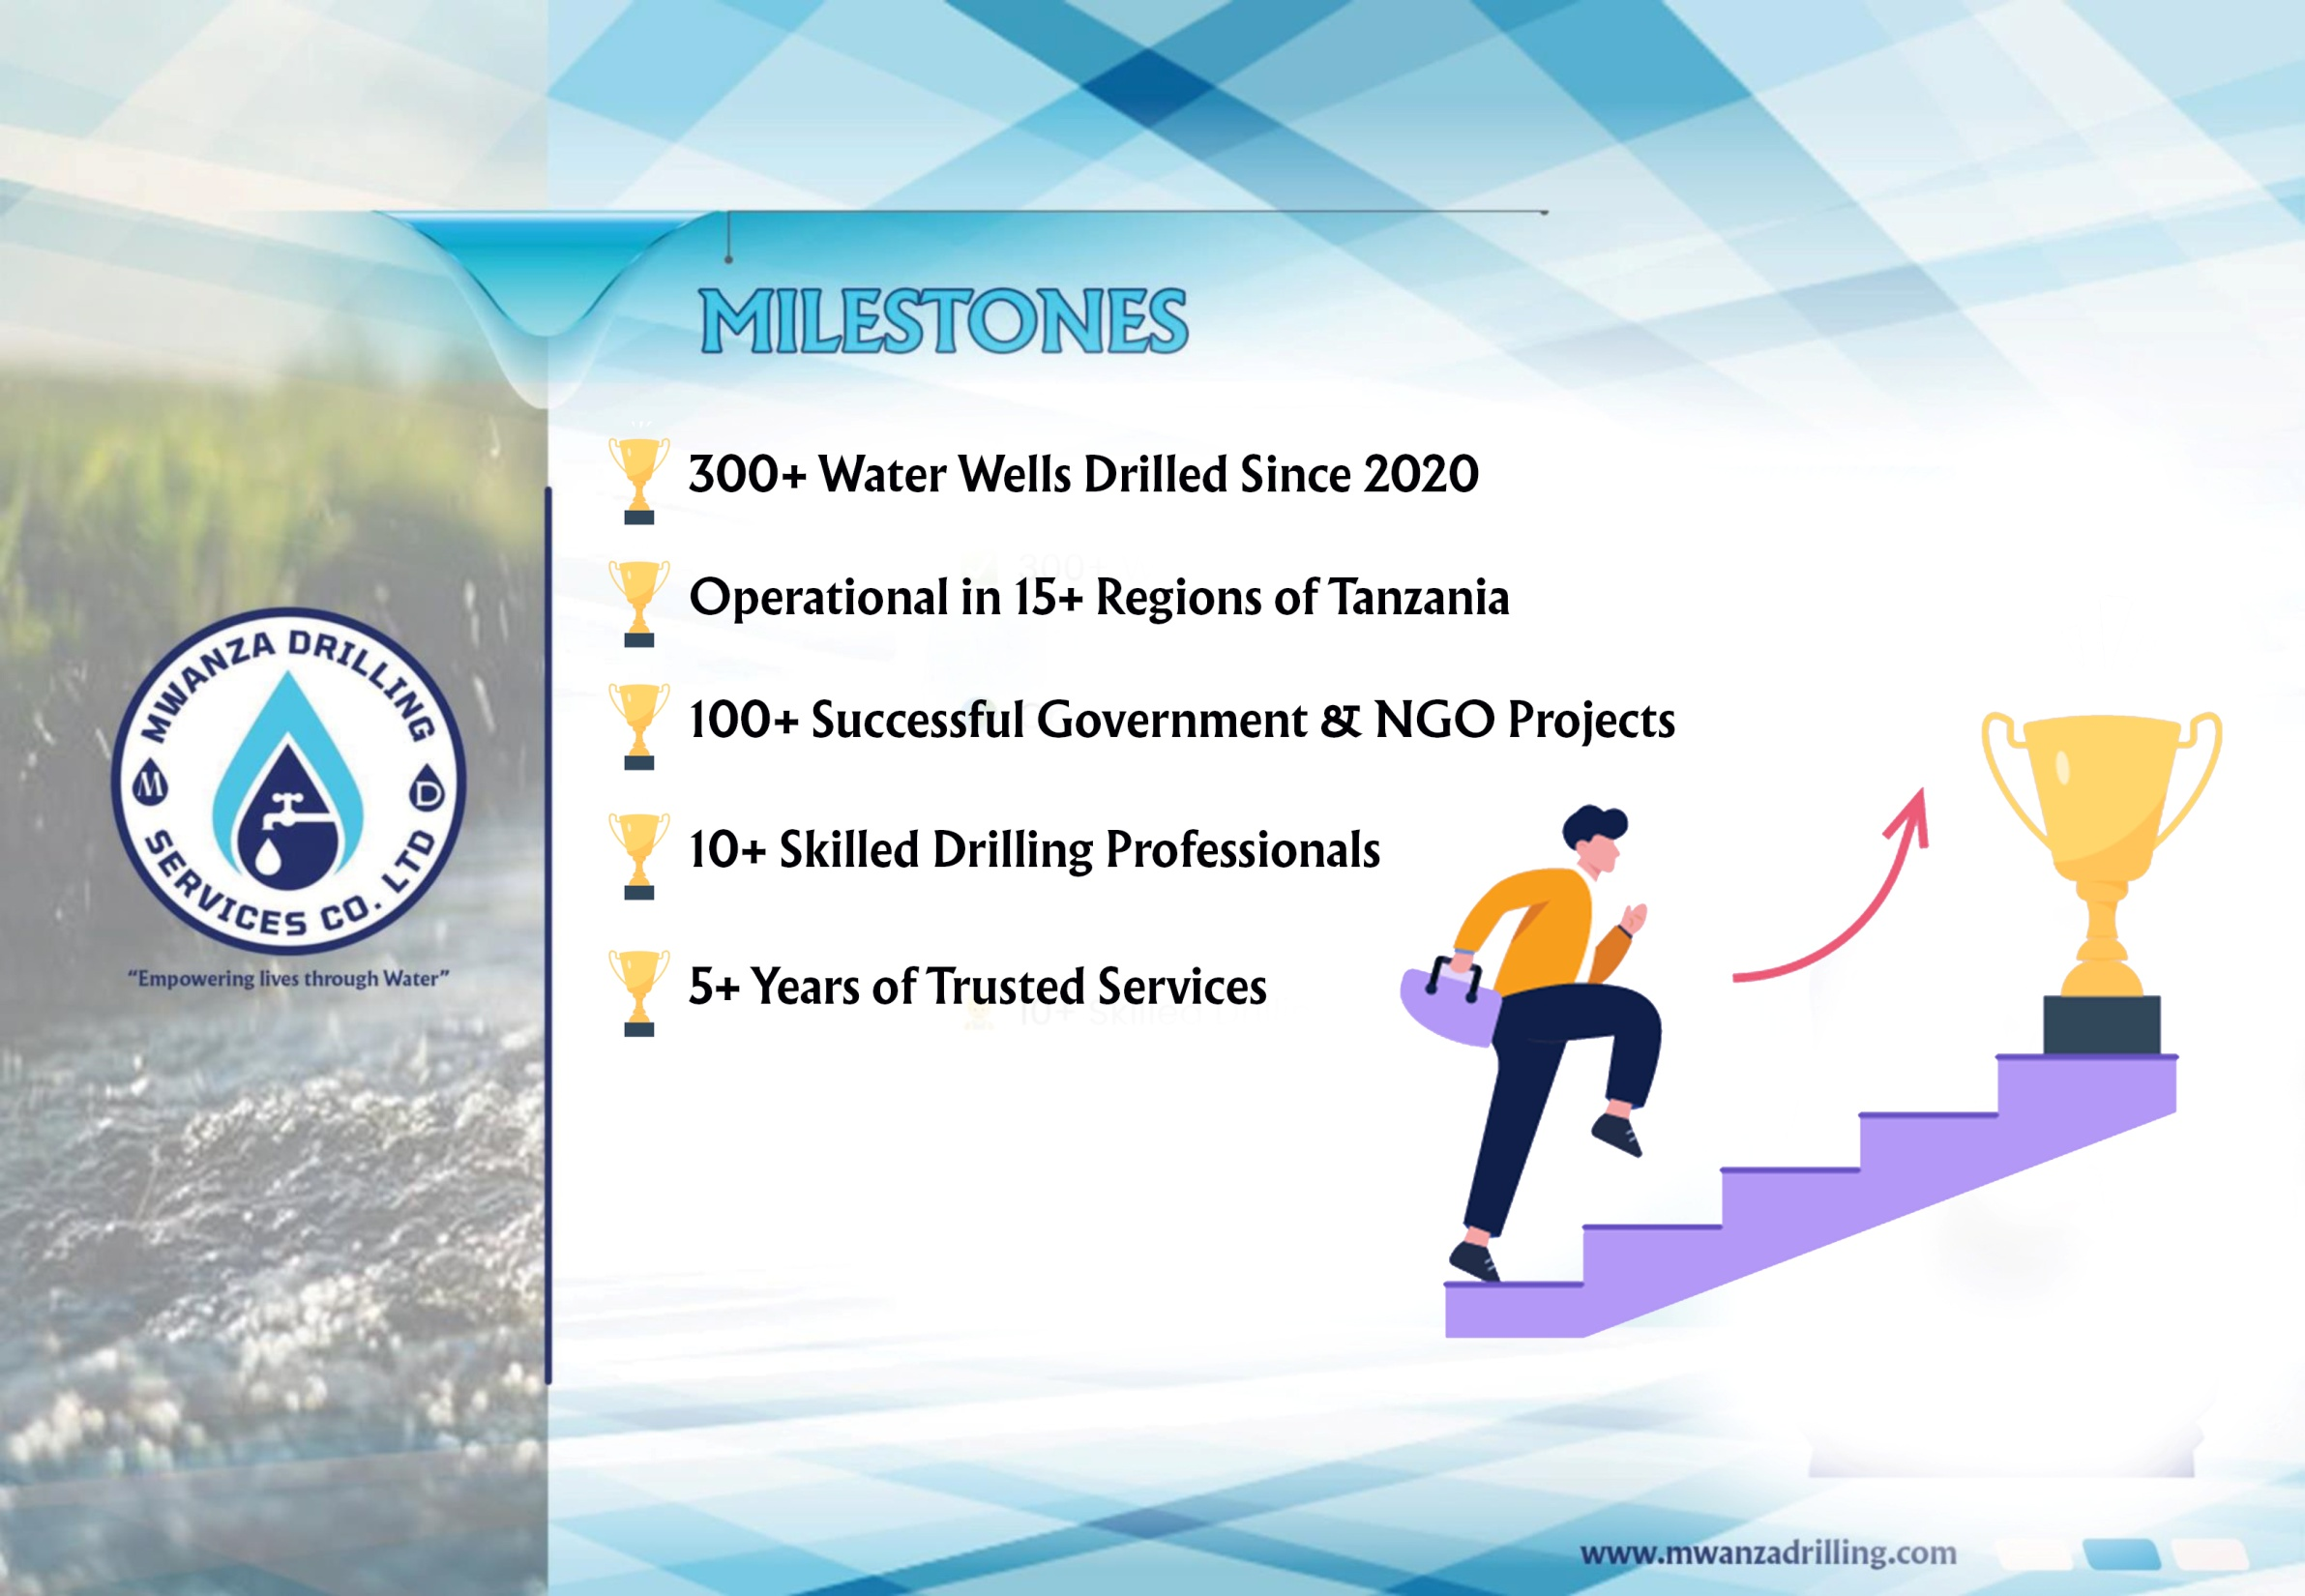 MILESTONES
300+ Water Wells Drilled Since 2020
Operational in 15+ Regions of Tanzania
100+ Successful Government & NGO Projects
10+ Skilled Drilling Professionals
5+ Years of Trusted Services
MWANZA DRILLING
M
D
SERVICES CO. LTD
“Empowering lives through Water”
www.mwanzadrilling.com